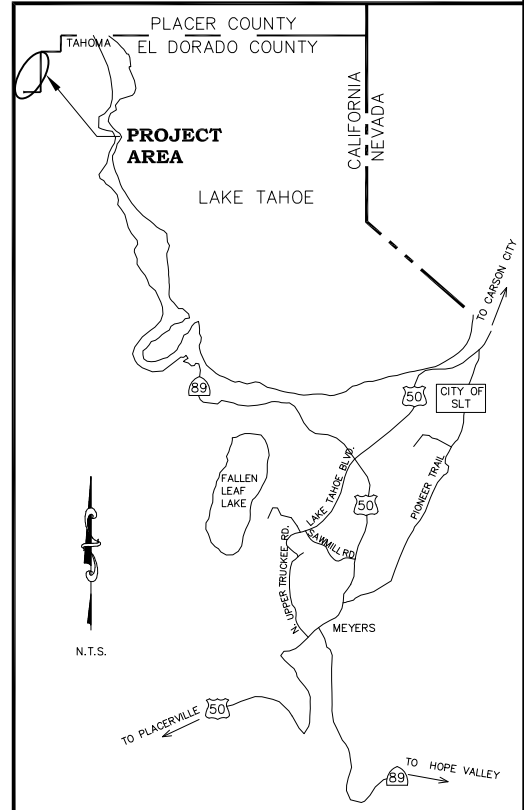 PLACER COUNTY
TAHOMA
EL DORADO COUNTY
CALIFORNIA
NEVADA
PROJECT
AREA
LAKE TAHOE
TO CARSON CITY
89
50
CITY OF
SLT
FALLEN
LEAF
LAKE
LAKE TAHOE BLVD.
50
PIONEER TRAIL
SAWMILL RD.
N. UPPER TRUCKEE RD.
MEYERS
N.T.S.
TO PLACERVILLE
50
TO HOPE VALLEY
89